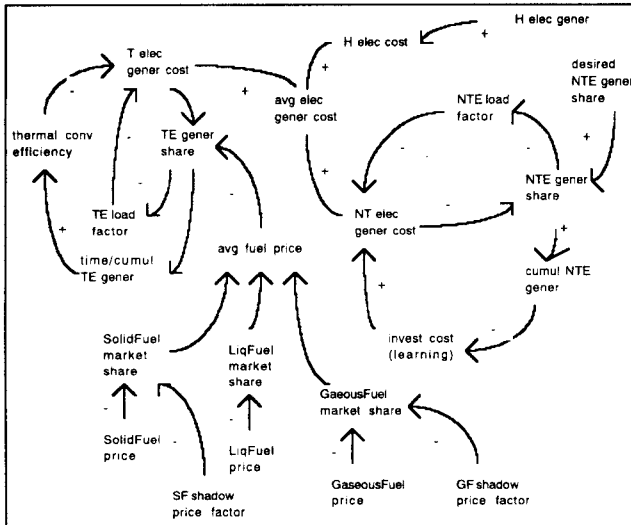 H elec gener
T elec
gener cost
H elec cost
+
+
-
+
avg elec
gener cost
desired
NTE gener
share
NTE load
factor
thermal conv
efficiency
-
TE gener
share
-
-
+
+
NTE gener
share
-
-
-
TE load
factor
NT elec
gener cost
-
+
+
time/cumul
TE gener
avg fuel price
cumul NTE
gener
+
-
invest cost
(learning)
SolidFuel
market
share
LiqFuel
market
share
GaeousFuel
market share
-
-
-
-
-
SolidFuel
price
LiqFuel
price
SF shadow
price factor
GaseousFuel
price
GF shadow
price factor